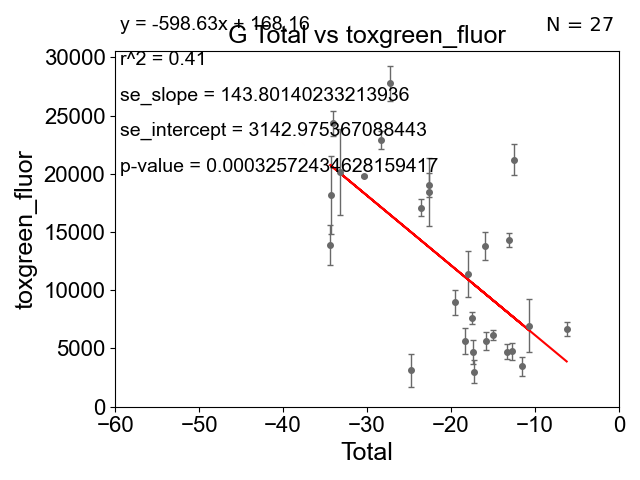 y = -598.63x + 168.16
N = 27
G Total vs toxgreen_fluor
r^2 = 0.41
se_slope = 143.80140233213936
se_intercept = 3142.975367088443
p-value = 0.00032572434628159417
toxgreen_fluor
30000
25000
20000
15000
10000
5000
0
−60
−50
−40
−30
−20
−10
0
Total